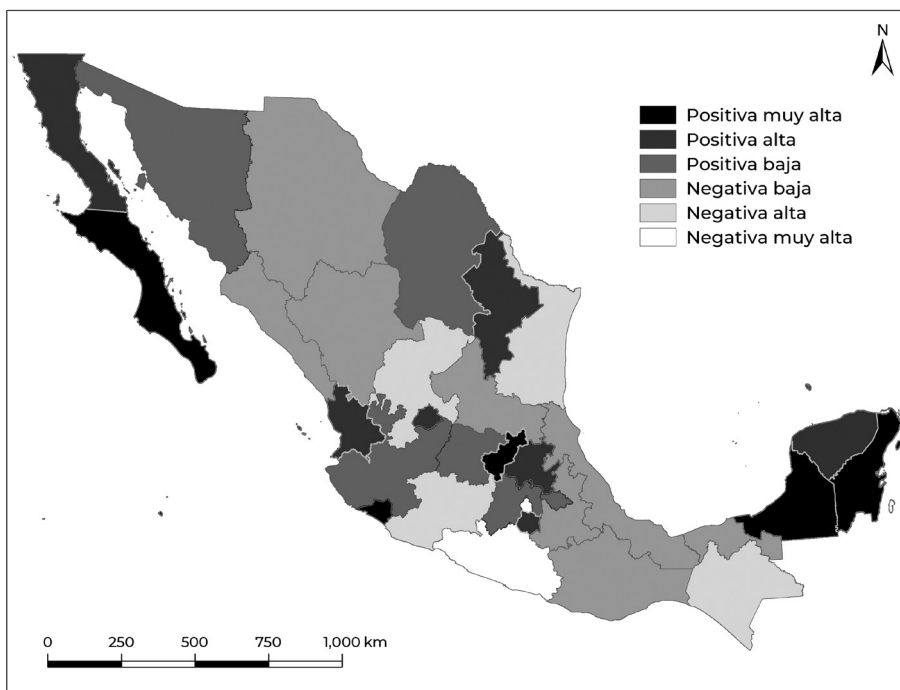 N
Positiva muy alta
Positiva alta
Positiva baja
Negativa baja
Negativa alta
Negativa muy alta
0 250 500 750 1,000 km